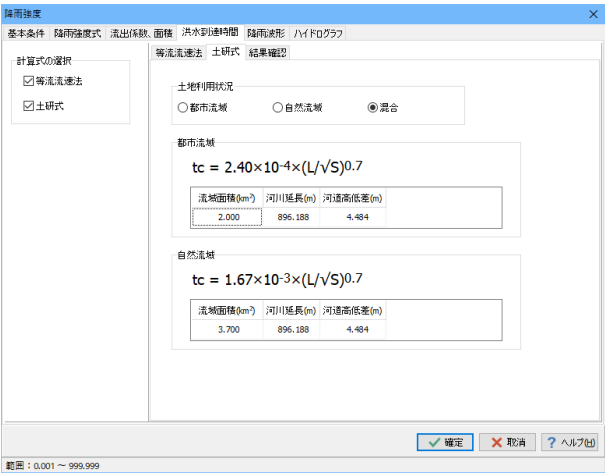 降雨強度
基本条件 降雨強度式 流出係数、面積 洪水到達時間 降雨波形 ハイドログラフ
計算式の選択
等流流速法
土研式
等流流速法 土研式 結果確認
土地利用状況
都市流域 自然流域 混合
都市流域
tc = 2.40×10-4×(L/√S)0.7
流域面積(km²) 河川延長(m) 河道高低差(m)
2.000 896.188 4.484
自然流域
tc = 1.67×10-3×(L/√S)0.7
流域面積(km²) 河川延長(m) 河道高低差(m)
3.700 896.188 4.484
確定 取消 ヘルプ(H)
範囲：0.001 ～ 999.999